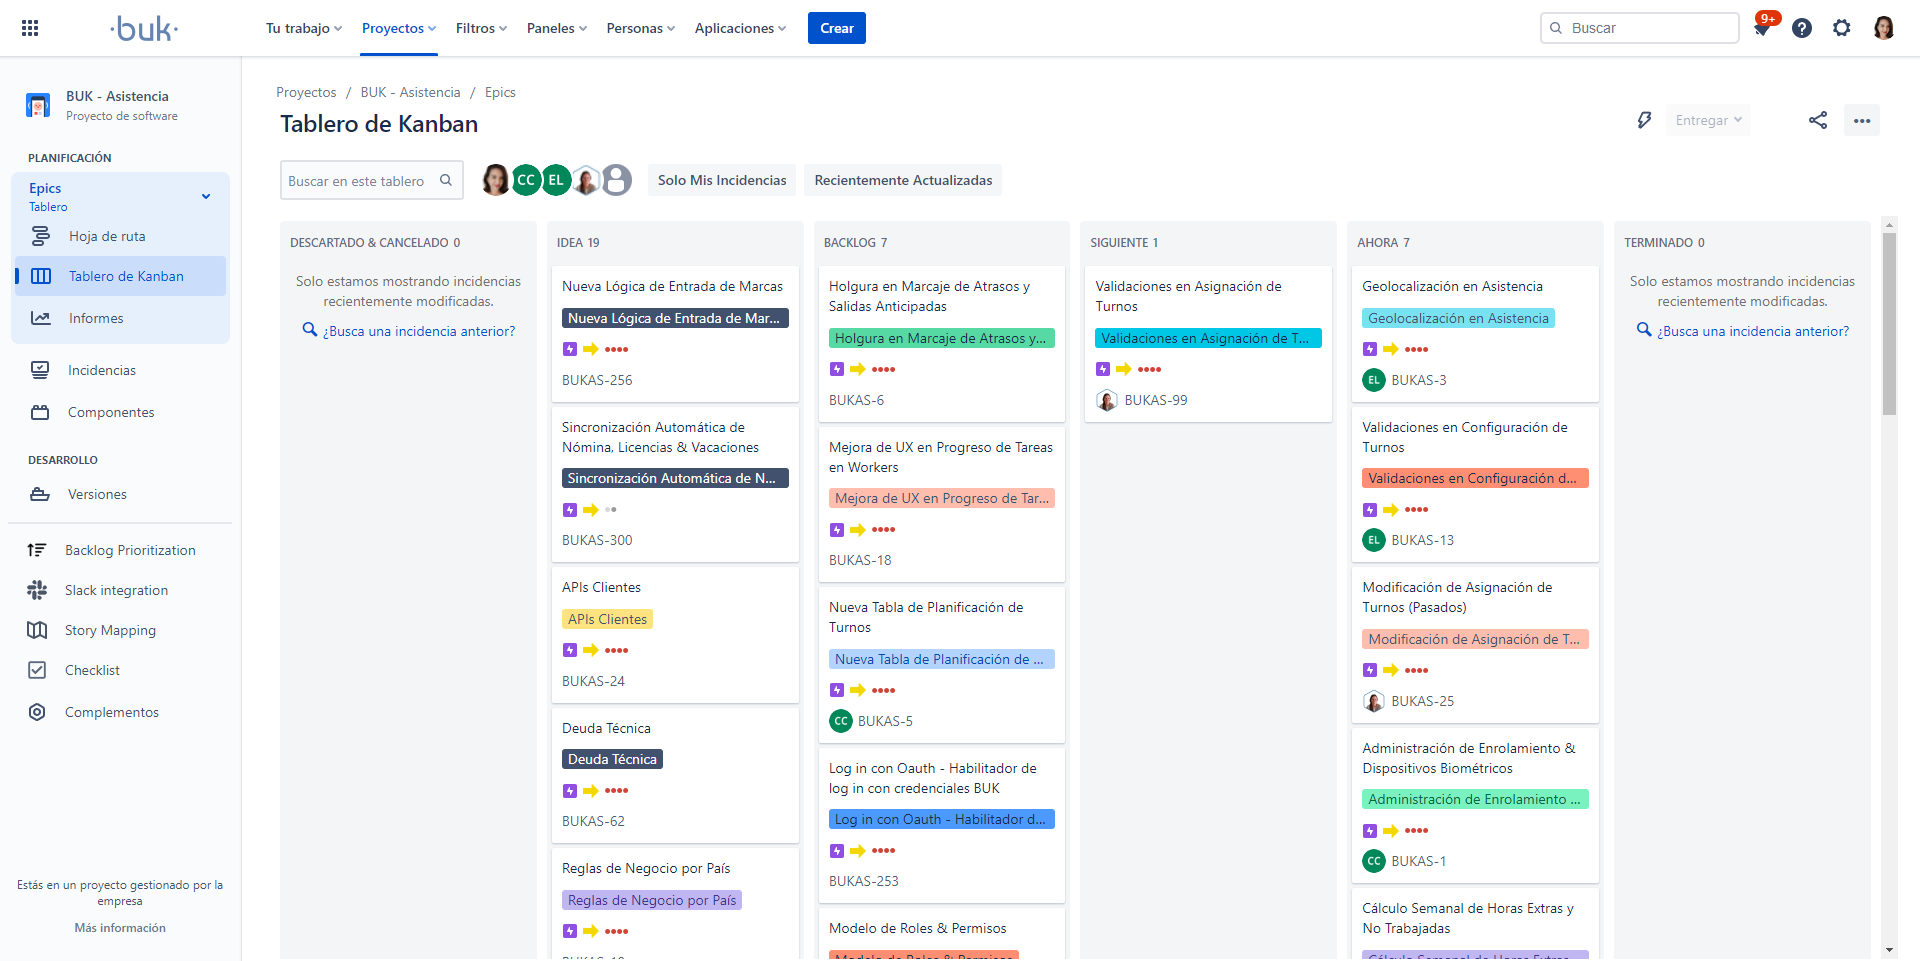 ·buk·
Tu trabajo
Proyectos
Filtros
Paneles
Personas
Aplicaciones
Crear
Buscar
9+
BUK - Asistencia
Proyecto de software
PLANIFICACIÓN
Epics
Tablero
Hoja de ruta
Tablero de Kanban
Informes
Incidencias
Componentes
DESARROLLO
Versiones
Backlog Prioritization
Slack integration
Story Mapping
Checklist
Complementos
Estás en un proyecto gestionado por la
empresa
Más información
Proyectos / BUK - Asistencia / Epics
Tablero de Kanban
Entregar
Buscar en este tablero
CC
EL
Solo Mis Incidencias
Recientemente Actualizadas
DESCARTADO & CANCELADO 0
Solo estamos mostrando incidencias
recientemente modificadas.
¿Busca una incidencia anterior?
IDEA 19
Nueva Lógica de Entrada de Marcas
Nueva Lógica de Entrada de Mar...
BUKAS-256
Sincronización Automática de
Nómina, Licencias & Vacaciones
Sincronización Automática de N...
BUKAS-300
APIs Clientes
APIs Clientes
BUKAS-24
Deuda Técnica
Deuda Técnica
BUKAS-62
Reglas de Negocio por País
Reglas de Negocio por País
BACKLOG 7
Holgura en Marcaje de Atrasos y
Salidas Anticipadas
Holgura en Marcaje de Atrasos y...
BUKAS-6
Mejora de UX en Progreso de Tareas
en Workers
Mejora de UX en Progreso de Tar...
BUKAS-18
Nueva Tabla de Planificación de
Turnos
Nueva Tabla de Planificación de ...
CC BUKAS-5
Log in con Oauth - Habilitador de
log in con credenciales BUK
Log in con Oauth - Habilitador d...
BUKAS-253
Modelo de Roles & Permisos
Modelo de Roles & Permisos
SIGUIENTE 1
Validaciones en Asignación de
Turnos
Validaciones en Asignación de T...
BUKAS-99
AHORA 7
Geolocalización en Asistencia
Geolocalización en Asistencia
EL BUKAS-3
Validaciones en Configuración de
Turnos
Validaciones en Configuración d...
EL BUKAS-13
Modificación de Asignación de
Turnos (Pasados)
Modificación de Asignación de T...
BUKAS-25
Administración de Enrolamiento &
Dispositivos Biométricos
Administración de Enrolamiento ...
CC BUKAS-1
Cálculo Semanal de Horas Extras y
No Trabajadas
Cálculo Semanal de Horas Extras
TERMINADO 0
Solo estamos mostrando incidencias
recientemente modificadas.
¿Busca una incidencia anterior?